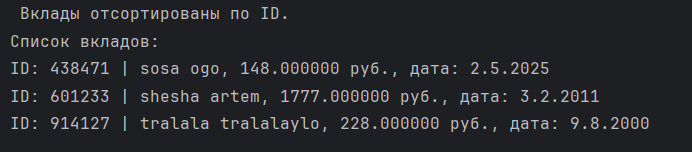 Вклады отсортированы по ID.
Список вкладов:
ID: 438471 | sosa ogo, 148.000000 руб., дата: 2.5.2025
ID: 601233 | shesha artem, 1777.000000 руб., дата: 3.2.2011
ID: 914127 | tralala tralalaylo, 228.000000 руб., дата: 9.8.2000